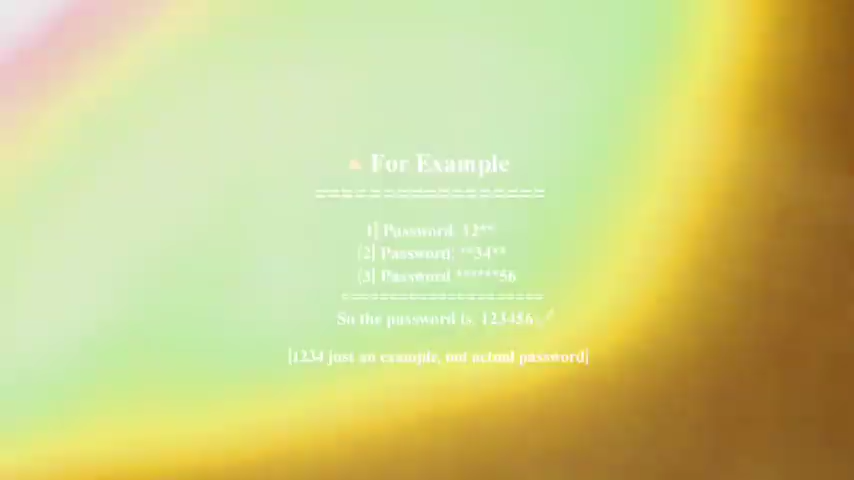 For Example
==================
1] Password: 12**
[2] Password: **34**
[3] Password ******56
======================
So the password is: 123456
[1234 just an example, not actual password]